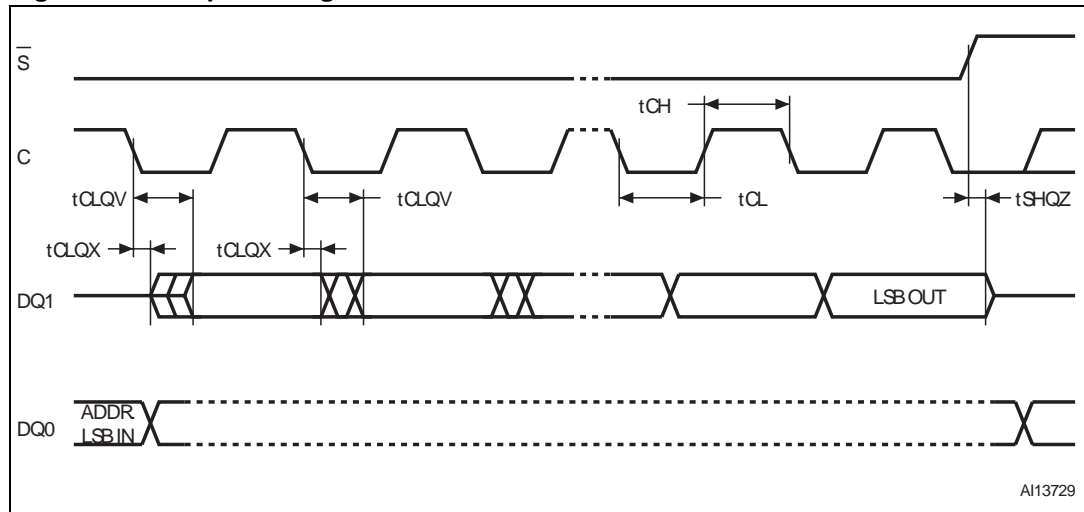 S
tCH
C
tCLQV
tCLQV
tCL
tSHQZ
tCLQX
tCLQX
DQ1
LSB OUT
ADDR.
LSB IN
DQ0
AI13729